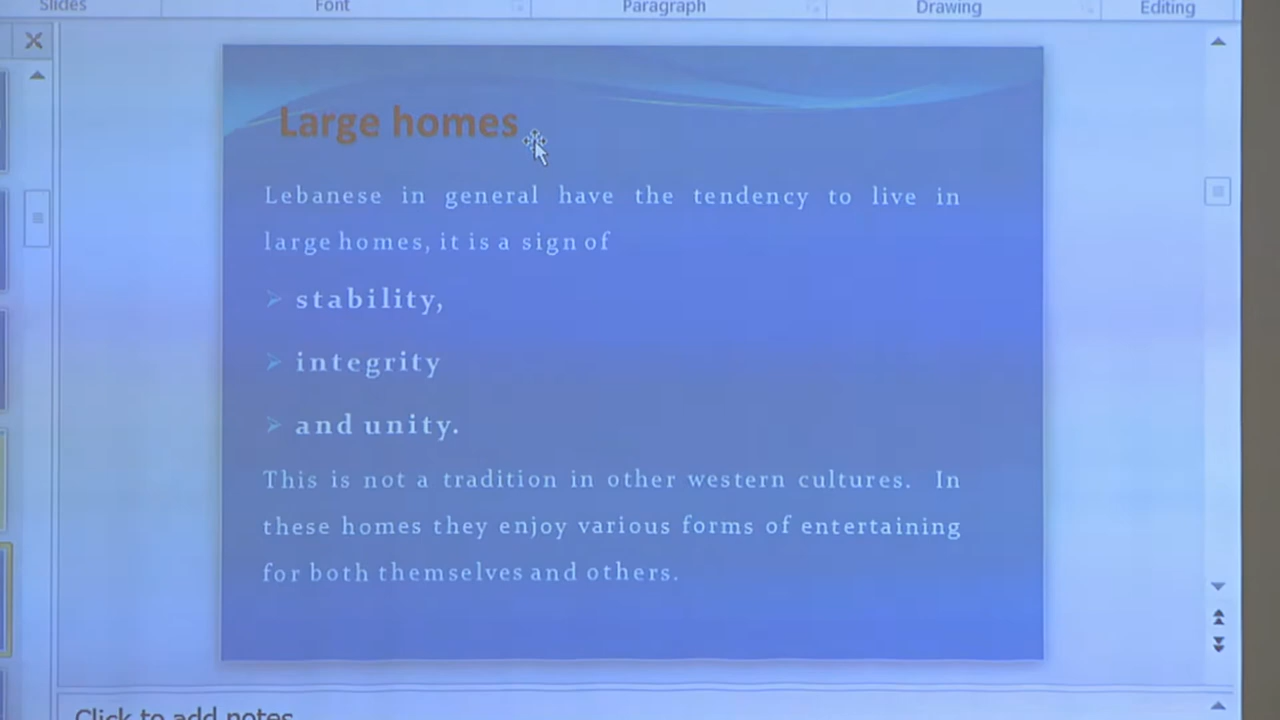 Slides Font Paragraph Drawing Editing
Large homes
Lebanese in general have the tendency to live in
large homes, it is a sign of
stability,
integrity
and unity.
This is not a tradition in other western cultures. In
these homes they enjoy various forms of entertaining
for both themselves and others.
Click to add notes